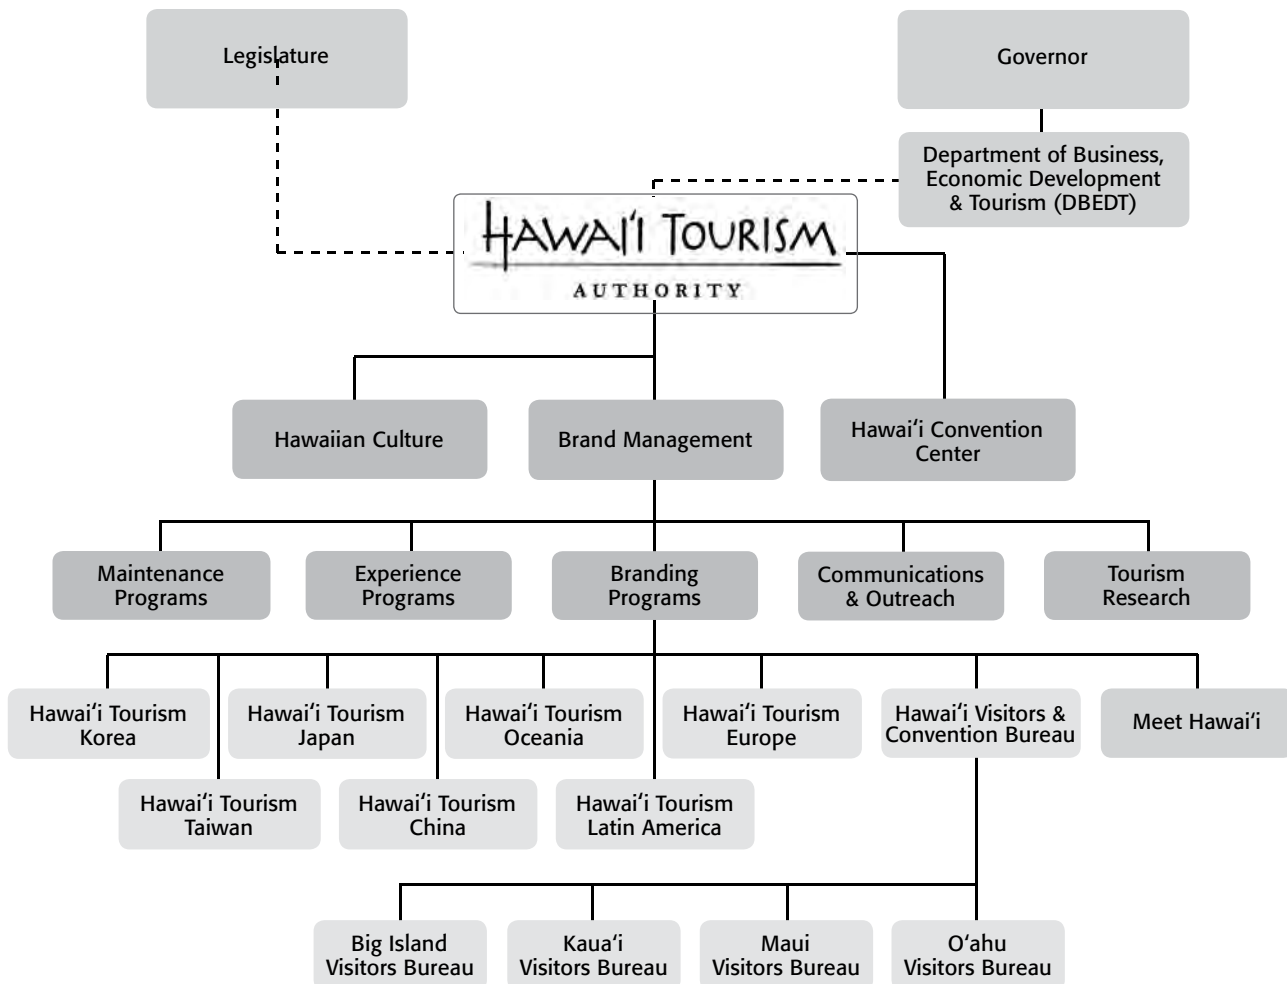 Legislature
Governor
Department of Business,
Economic Development
& Tourism (DBEDT)
HAWAIʻI TOURISM
AUTHORITY
Hawaiian Culture
Brand Management
Hawaiʻi Convention
Center
Maintenance
Programs
Experience
Programs
Branding
Programs
Communications
& Outreach
Tourism
Research
Hawaiʻi Tourism
Korea
Hawaiʻi Tourism
Japan
Hawaiʻi Tourism
Oceania
Hawaiʻi Tourism
Europe
Hawaiʻi Visitors &
Convention Bureau
Meet Hawaiʻi
Hawaiʻi Tourism
Taiwan
Hawaiʻi Tourism
China
Hawaiʻi Tourism
Latin America
Big Island
Visitors Bureau
Kauaʻi
Visitors Bureau
Maui
Visitors Bureau
Oʻahu
Visitors Bureau